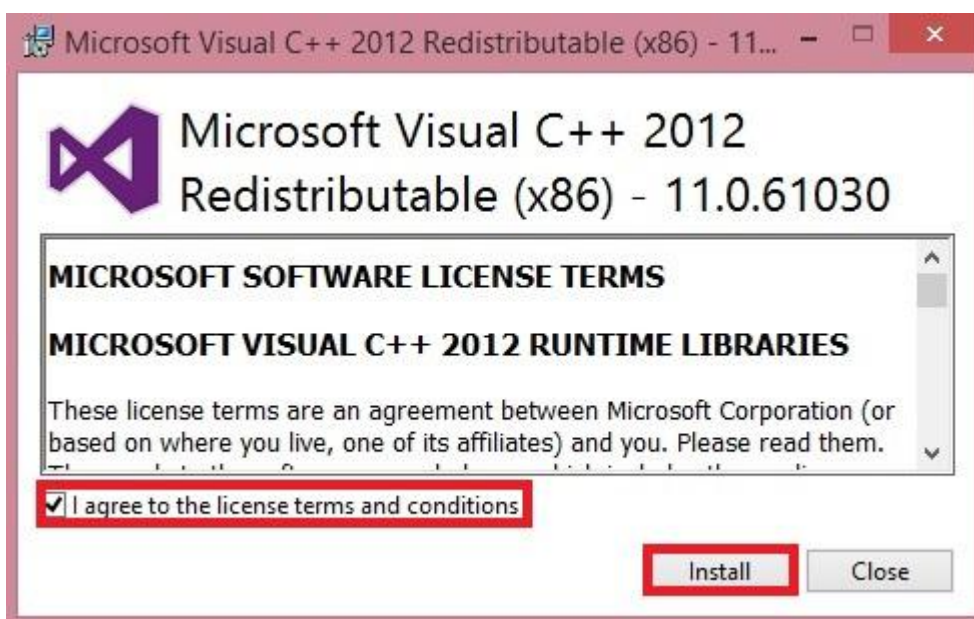 Microsoft Visual C++ 2012 Redistributable (x86) - 11...
Microsoft Visual C++ 2012
Redistributable (x86) - 11.0.61030
MICROSOFT SOFTWARE LICENSE TERMS
MICROSOFT VISUAL C++ 2012 RUNTIME LIBRARIES
These license terms are an agreement between Microsoft Corporation (or
based on where you live, one of its affiliates) and you. Please read them.
I agree to the license terms and conditions
Install Close